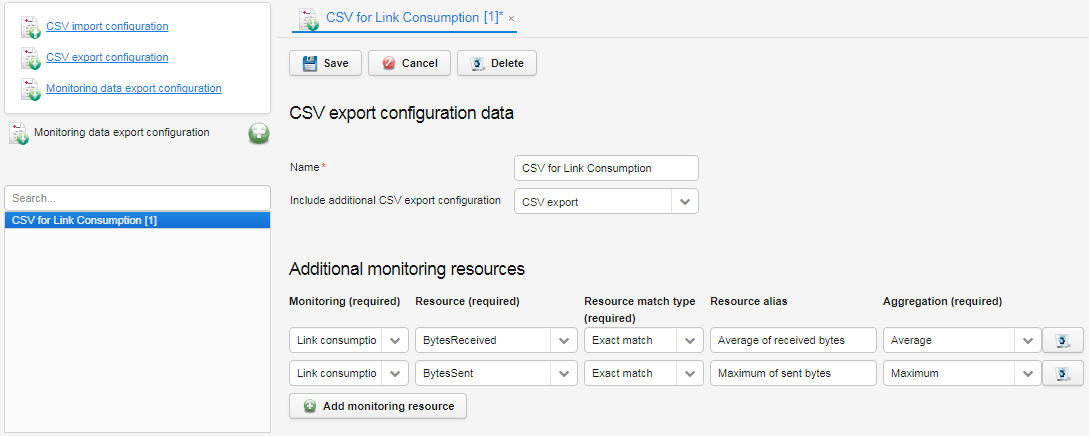 CSV import configuration
CSV export configuration
Monitoring data export configuration
Monitoring data export configuration
Search...
CSV for Link Consumption [1]
CSV for Link Consumption [1]* ×
Save Cancel Delete
CSV export configuration data
Name * CSV for Link Consumption
Include additional CSV export configuration CSV export
Additional monitoring resources
Monitoring (required) Resource (required) Resource match type Resource alias Aggregation (required)
(required)
Link consumptio BytesReceived Exact match Average of received bytes Average
Link consumptio BytesSent Exact match Maximum of sent bytes Maximum
Add monitoring resource